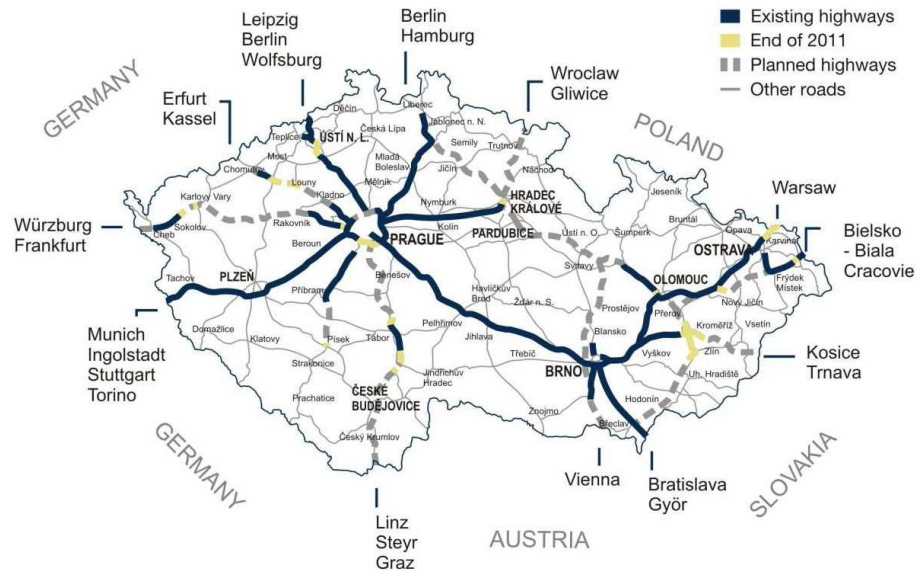 Existing highways
End of 2011
Planned highways
Other roads
Leipzig
Berlin
Wolfsburg
Berlin
Hamburg
Wroclaw
Gliwice
Erfurt
Kassel
GERMANY
POLAND
Warsaw
Bielsko
- Biala
Cracovie
Würzburg
Frankfurt
Munich
Ingolstadt
Stuttgart
Torino
Kosice
Trnava
GERMANY
SLOVAKIA
AUSTRIA
Vienna
Bratislava
Györ
Linz
Steyr
Graz
Děčín
Liberec
Jablonec n. N.
Teplice
ÚSTÍ N. L.
Česká Lípa
Semily
Trutnov
Most
Chomutov
Mladá
Boleslav
Jičín
Náchod
Louny
Mělník
Karlovy Vary
Kladno
Nymburk
HRADEC
KRÁLOVÉ
Jeseník
Cheb
Sokolov
Rakovník
PRAGUE
Kolín
PARDUBICE
Ústí n. O.
Šumperk
Bruntál
Opava
Karviná
OSTRAVA
Beroun
Tachov
PLZEŇ
Benešov
Svitavy
OLOMOUC
Frýdek
Místek
Nový Jičín
Příbram
Havlíčkův
Brod
Žďár n. S.
Prostějov
Přerov
Domažlice
Klatovy
Písek
Tábor
Pelhřimov
Jihlava
Blansko
Kroměříž
Vsetín
Strakonice
Třebíč
BRNO
Vyškov
Zlín
Jindřichův
Hradec
Uh. Hradiště
Prachatice
ČESKÉ
BUDĚJOVICE
Znojmo
Hodonín
Břeclav
Český Krumlov